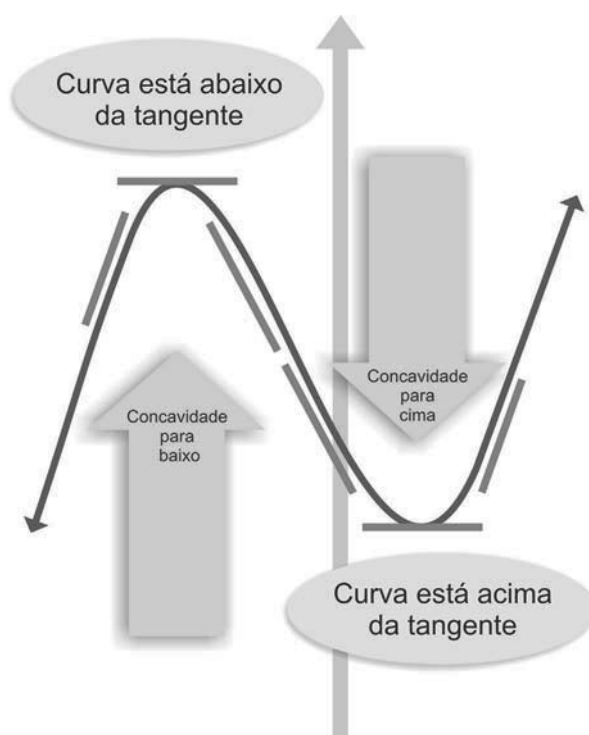 Curva está abaixo
da tangente
Concavidade
para
cima
Concavidade
para
baixo
Curva está acima
da tangente